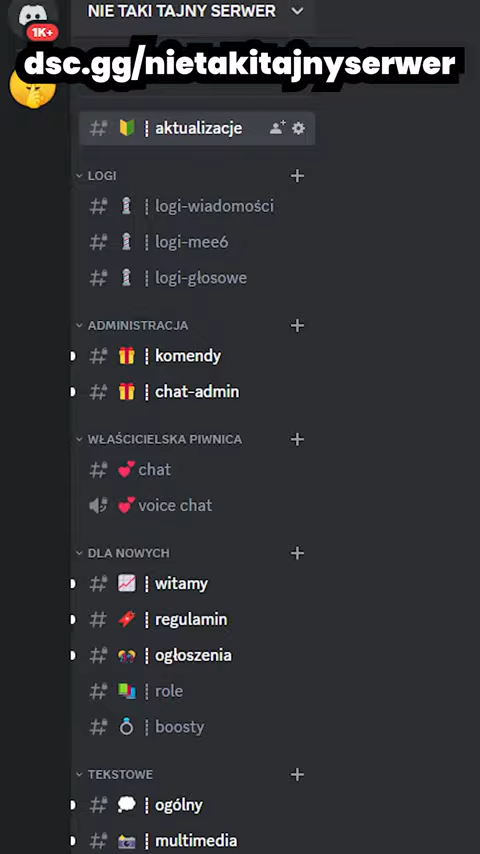 NIE TAKI TAJNY SERWER
1K+
dsc.gg/nietakitajnyserwer
aktualizacje
LOGI
logi-wiadomości
logi-mee6
logi-głosowe
ADMINISTRACJA
komendy
chat-admin
WŁAŚCICIELSKA PIWNICA
chat
voice chat
DLA NOWYCH
witamy
regulamin
ogłoszenia
role
boosty
TEKSTOWE
ogólny
multimedia